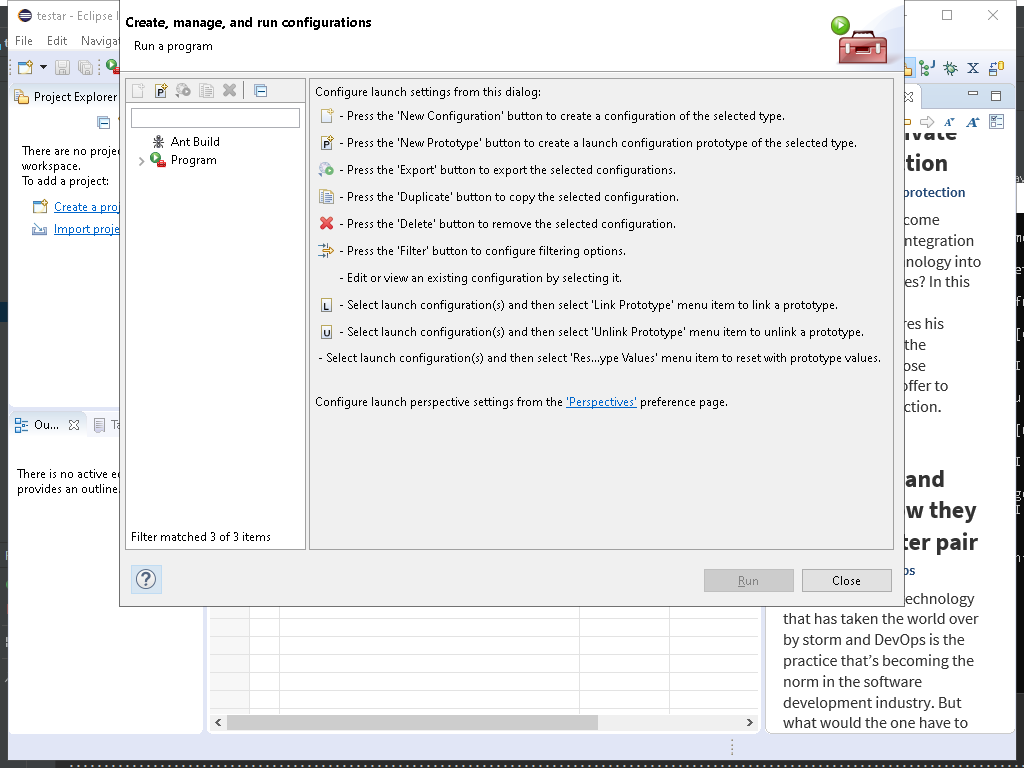 testar - Eclipse I
File Edit Naviga
Create, manage, and run configurations
Run a program
Project Explorer
There are no proje
workspace.
To add a project:
Create a proj
Import proje
Ou...
Ta
There is no active e
provides an outline.
Ant Build
Program
Filter matched 3 of 3 items
Configure launch settings from this dialog:
- Press the 'New Configuration' button to create a configuration of the selected type.
- Press the 'New Prototype' button to create a launch configuration prototype of the selected type.
- Press the 'Export' button to export the selected configurations.
- Press the 'Duplicate' button to copy the selected configuration.
- Press the 'Delete' button to remove the selected configuration.
- Press the 'Filter' button to configure filtering options.
- Edit or view an existing configuration by selecting it.
- Select launch configuration(s) and then select 'Link Prototype' menu item to link a prototype.
- Select launch configuration(s) and then select 'Unlink Prototype' menu item to unlink a prototype.
- Select launch configuration(s) and then select 'Res...ype Values' menu item to reset with prototype values.
Configure launch perspective settings from the 'Perspectives' preference page.
Run
Close
ivate
tion
protection
come
ntegration
nology into
es? In this
res his
the
ose
offer to
ction.
and
w they
ter pair
ps
echnology
that has taken the world over
by storm and DevOps is the
practice that's becoming the
norm in the software
development industry. But
what would the one have to